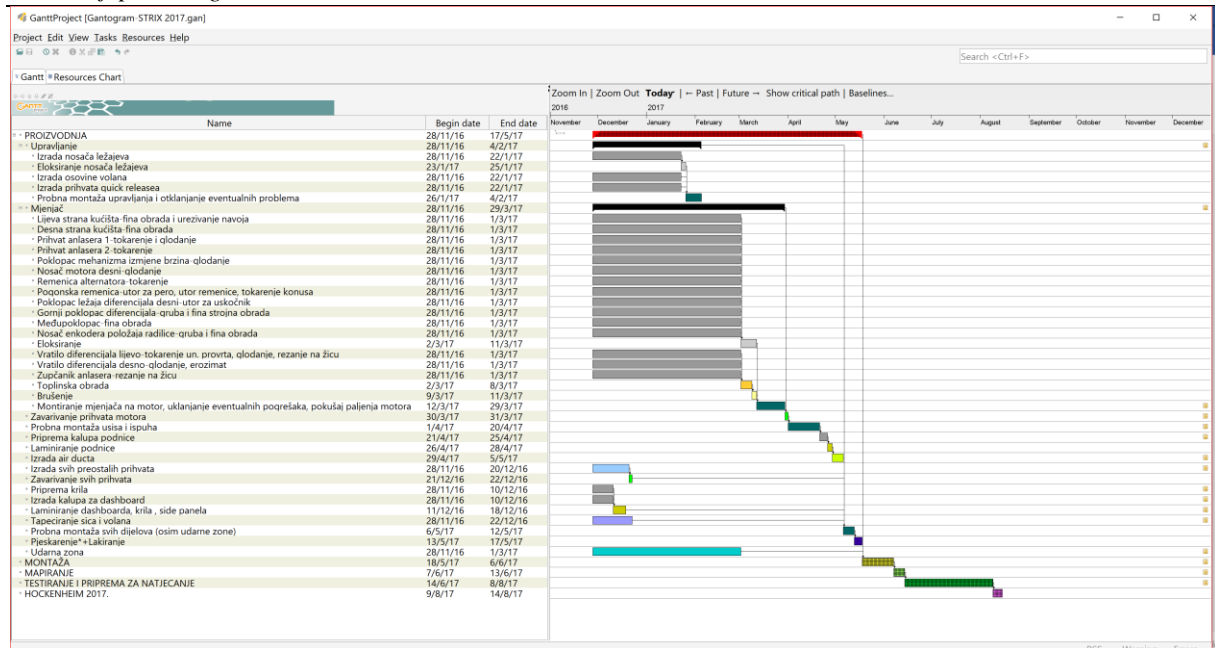 GanttProject [Gantogram-STRIX 2017.gan]
Project Edit View Tasks Resources Help
Search <Ctrl+F>
Gantt Resources Chart
Zoom In | Zoom Out Today | ← Past | Future → Show critical path | Baselines...
2016 2017
Name Begin date End date November December January February March April May June July August September October November December
PROIZVODNJA 28/11/16 17/5/17
Upravljanje 28/11/16 4/2/17
Izrada nosača ležajeva 28/11/16 22/1/17
Eloksiranje nosača ležajeva 23/1/17 25/1/17
Izrada osovine volana 28/11/16 22/1/17
Izrada prihvata quick releasea 28/11/16 22/1/17
Probna montaža upravljanja i otklanjanje eventualnih problema 26/1/17 4/2/17
Mjenjač 28/11/16 29/3/17
Lijeva strana kućišta-fina obrada i urezivanje navoja 28/11/16 1/3/17
Desna strana kućišta-fina obrada 28/11/16 1/3/17
Prihvat anlasera 1-tokarenje i glodanje 28/11/16 1/3/17
Prihvat anlasera 2-tokarenje 28/11/16 1/3/17
Poklopac mehanizma izmjene brzina-glodanje 28/11/16 1/3/17
Nosač motora desni-glodanje 28/11/16 1/3/17
Remenica alternatora-tokarenje 28/11/16 1/3/17
Pogonska remenica-utor za pero, utor remenice, tokarenje konusa 28/11/16 1/3/17
Poklopac ležaja diferencijala desni-utor za uskočnik 28/11/16 1/3/17
Gornji poklopac diferencijala-gruba i fina strojna obrada 28/11/16 1/3/17
Međupoklopac-fina obrada 28/11/16 1/3/17
Nosač enkodera položaja radilice-gruba i fina obrada 28/11/16 1/3/17
Eloksiranje 2/3/17 11/3/17
Vratilo diferencijala lijevo-tokarenje un. provrta, glodanje, rezanje na žicu 28/11/16 1/3/17
Vratilo diferencijala desno-glodanje, erozimat 28/11/16 1/3/17
Zupčanik anlasera-rezanje na žicu 28/11/16 1/3/17
Toplinska obrada 2/3/17 8/3/17
Brušenje 9/3/17 11/3/17
Montiranje mjenjača na motor, uklanjanje eventualnih pogrešaka, pokušaj paljenja motora 12/3/17 29/3/17
Zavarivanje prihvata motora 30/3/17 31/3/17
Probna montaža usisa i ispuha 1/4/17 20/4/17
Priprema kalupa podnice 21/4/17 25/4/17
Laminiranje podnice 26/4/17 28/4/17
Izrada air ducta 29/4/17 5/5/17
Izrada svih preostalih prihvata 28/11/16 20/12/16
Zavarivanje svih prihvata 21/12/16 22/12/16
Priprema krila 28/11/16 10/12/16
Izrada kalupa za dashboard 28/11/16 10/12/16
Laminiranje dashboarda, krila , side panela 11/12/16 18/12/16
Tapeciranje sica i volana 28/11/16 22/12/16
Probna montaža svih dijelova (osim udarne zone) 6/5/17 12/5/17
Pjeskarenje*+Lakiranje 13/5/17 17/5/17
Udarna zona 28/11/16 1/3/17
MONTAŽA 18/5/17 6/6/17
MAPIRANJE 7/6/17 13/6/17
TESTIRANJE I PRIPREMA ZA NATJECANJE 14/6/17 8/8/17
HOCKENHEIM 2017. 9/8/17 14/8/17